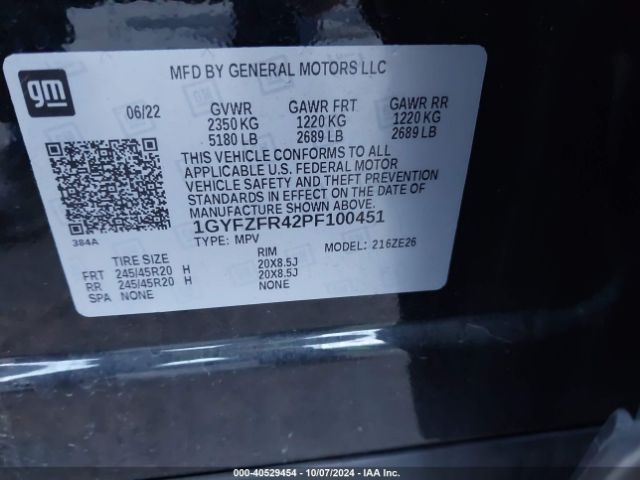 gm
MFD BY GENERAL MOTORS LLC
06/22 GVWR GAWR FRT GAWR RR
2350 KG 1220 KG 1220 KG
5180 LB 2689 LB 2689 LB
THIS VEHICLE CONFORMS TO ALL
APPLICABLE U.S. FEDERAL MOTOR
VEHICLE SAFETY AND THEFT PREVENTION
STANDARDS IN EFFECT ON THE DATE OF
MANUFACTURE SHOWN ABOVE.
1GYFZFR42PF100451
384A
TYPE: MPV MODEL: 216ZE26
TIRE SIZE RIM
FRT 245/45R20 H 20X8.5J
RR 245/45R20 H 20X8.5J
SPA NONE NONE
000-40529454 - 10/07/2024 - IAA Inc.